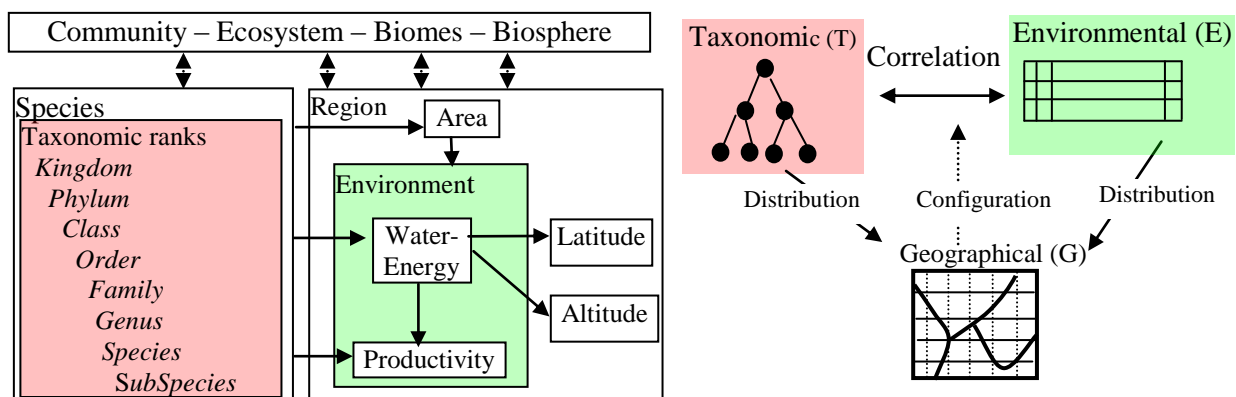 Community – Ecosystem – Biomes – Biosphere
Species
Taxonomic ranks
Kingdom
Phylum
Class
Order
Family
Genus
Species
SubSpecies
Region
Area
Environment
Water-
Energy
Productivity
Latitude
Altitude
Taxonomic (T)
Correlation
Environmental (E)
Distribution
Configuration
Distribution
Geographical (G)